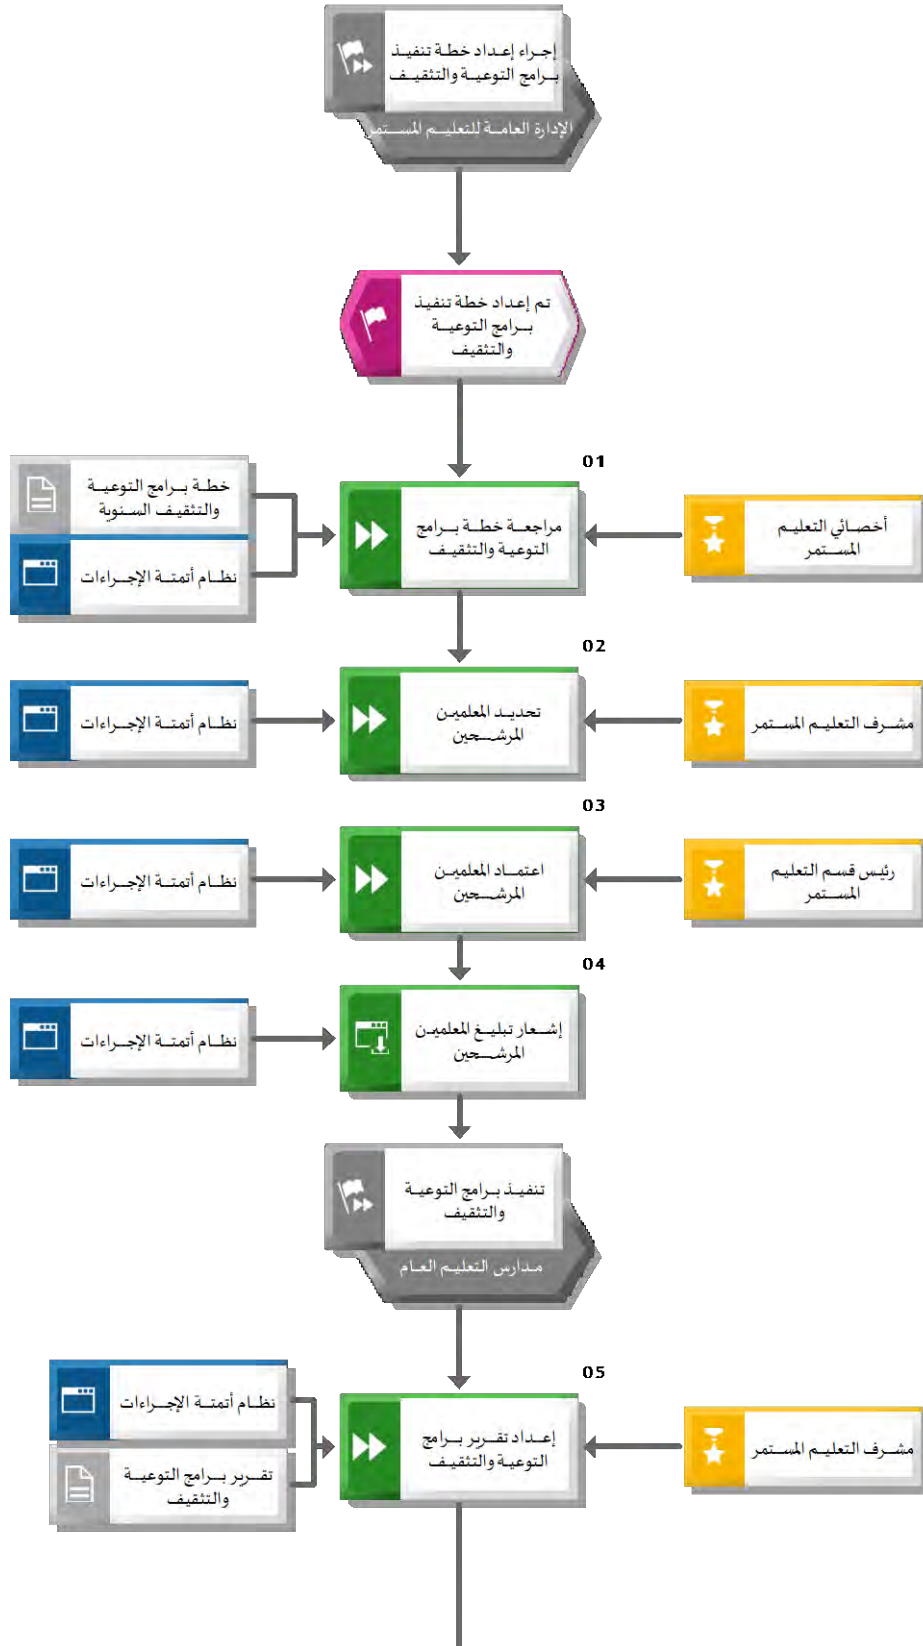 إجراء إعداد خطة تنفيذ
برامج التوعية والتثقيف
الإدارة العامة للتعليم المستمر
تم إعداد خطة تنفيذ
برامج التوعية
والتثقيف
01
أخصائي التعليم
المستمر
مراجعة خطة برامج
التوعية والتثقيف
خطة برامج التوعية
والتثقيف السنوية
نظام أتمتة الإجراءات
02
مشرف التعليم المستمر
تحديد المعلمين
المرشحين
نظام أتمتة الإجراءات
03
رئيس قسم التعليم
المستمر
اعتماد المعلمين
المرشحين
نظام أتمتة الإجراءات
04
إشعار تبليغ المعلمين
المرشحين
نظام أتمتة الإجراءات
تنفيذ برامج التوعية
والتثقيف
مدارس التعليم العام
05
مشرف التعليم المستمر
إعداد تقرير برامج
التوعية والتثقيف
نظام أتمتة الإجراءات
تقرير برامج التوعية
والتثقيف